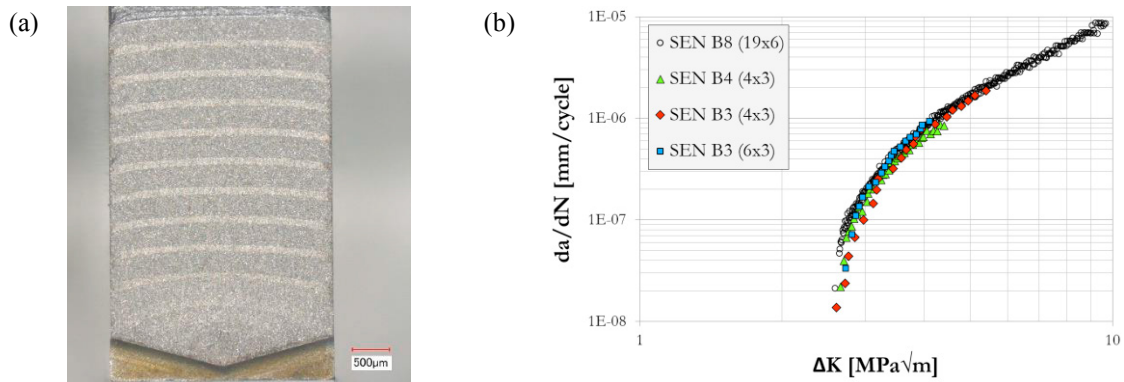 (a)
500µm
(b)
da/dN [mm/cycle]
1E-05
1E-06
1E-07
1E-08
SEN B8 (19x6)
SEN B4 (4x3)
SEN B3 (4x3)
SEN B3 (6x3)
1
10
ΔK [MPa√m]